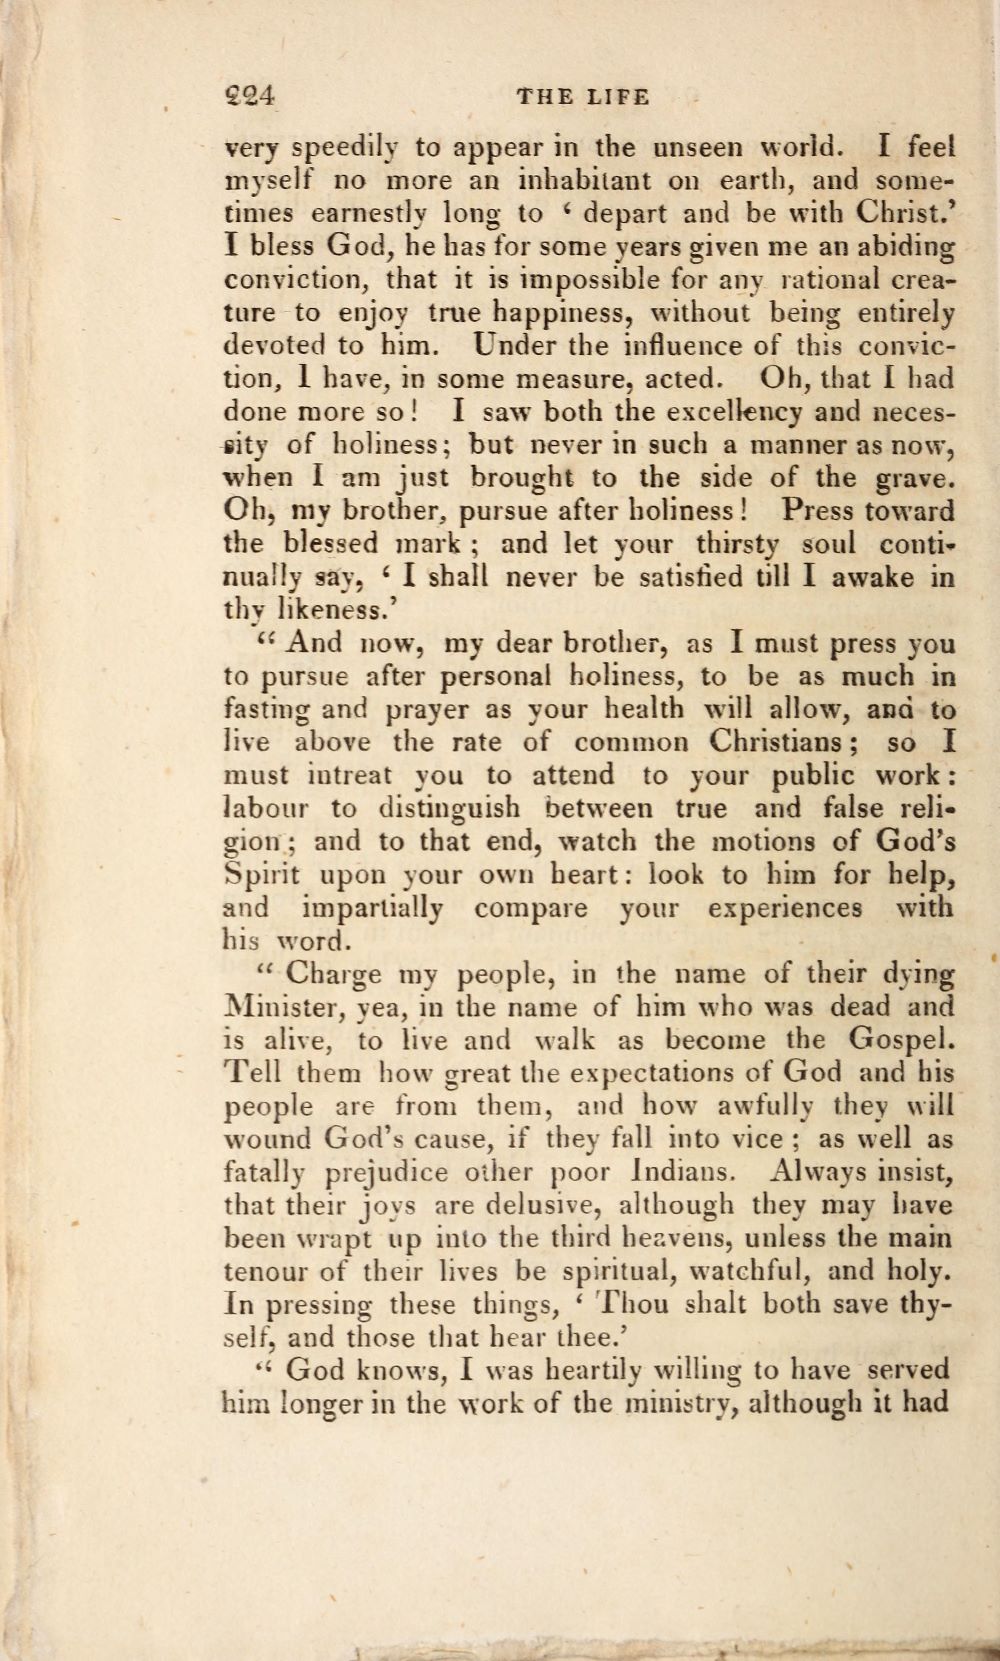 224 THE LIFE
very speedily to appear in the unseen world. I feel
myself no more an inhabitant on earth, and some-
times earnestly long to ‘ depart and be with Christ.’
I bless God, he has for some years given me an abiding
conviction, that it is impossible for any rational crea-
ture to enjoy true happiness, without being entirely
devoted to him. Under the influence of this convic-
tion, I have, in some measure, acted. Oh, that I had
done more so! I saw both the excellency and neces-
sity of holiness; but never in such a manner as now,
when I am just brought to the side of the grave.
Oh, my brother, pursue after holiness! Press toward
the blessed mark; and let your thirsty soul conti-
nually say, ‘ I shall never be satisfied till I awake in
thy likeness.’
“ And now, my dear brother, as I must press you
to pursue after personal holiness, to be as much in
fasting and prayer as your health will allow, and to
live above the rate of common Christians; so I
must intreat you to attend to your public work:
labour to distinguish between true and false reli-
gion; and to that end, watch the motions of God's
Spirit upon your own heart: look to him for help,
and impartially compare your experiences with
his word.
“ Charge my people, in the name of their dying
Minister, yea, in the name of him who was dead and
is alive, to live and walk as become the Gospel.
Tell them how great the expectations of God and his
people are from them, and how awfully they will
wound God's cause, if they fall into vice; as well as
fatally prejudice other poor Indians. Always insist,
that their joys are delusive, although they may have
been wrapt up into the third heavens, unless the main
tenour of their lives be spiritual, watchful, and holy.
In pressing these things, ‘ Thou shalt both save thy-
self, and those that hear thee.’
“ God knows, I was heartily willing to have served
him longer in the work of the ministry, although it had